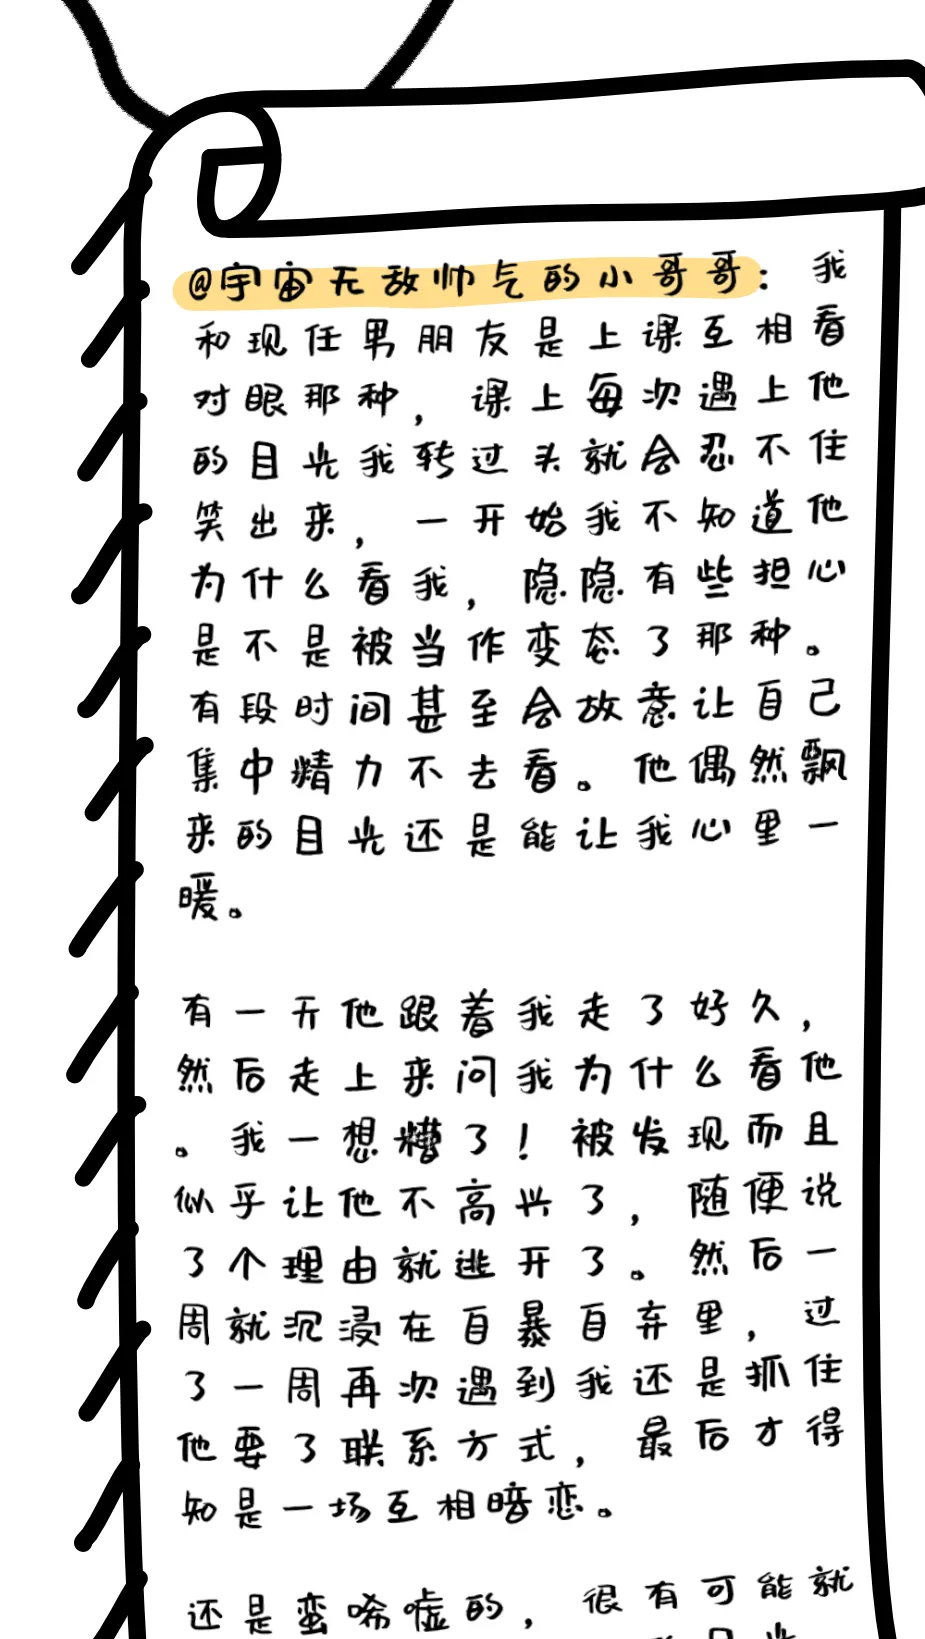 @宇宙无敌帅气的小哥哥：我
和现任男朋友是上课互相看
对眼那种，课上每次遇上他
的目光我转过头就会忍不住
笑出来，一开始我不知道他
为什么看我，隐隐有些担心
是不是被当作变态了那种。
有段时间甚至会故意让自己
集中精力不去看。他偶然飘
来的目光还是能让我心里一
暖。
有一天他跟着我走了好久，
然后走上来问我为什么看他
。我一想糟了！被发现而且
似乎让他不高兴了，随便说
了个理由就逃开了。然后一
周就沉浸在自暴自弃里，过
了一周再次遇到我还是抓住
他要了联系方式，最后才得
知是一场互相暗恋。
还是蛮唏嘘的，很有可能就